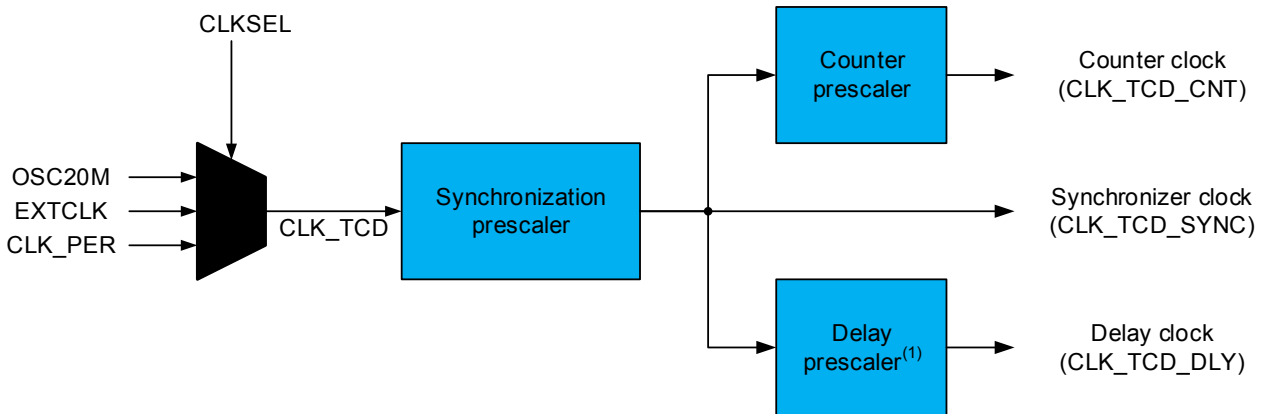 CLKSEL
OSC20M
EXTCLK
CLK_PER
CLK_TCD
Synchronization
prescaler
Counter
prescaler
Counter clock
(CLK_TCD_CNT)
Synchronizer clock
(CLK_TCD_SYNC)
Delay
prescaler(1)
Delay clock
(CLK_TCD_DLY)